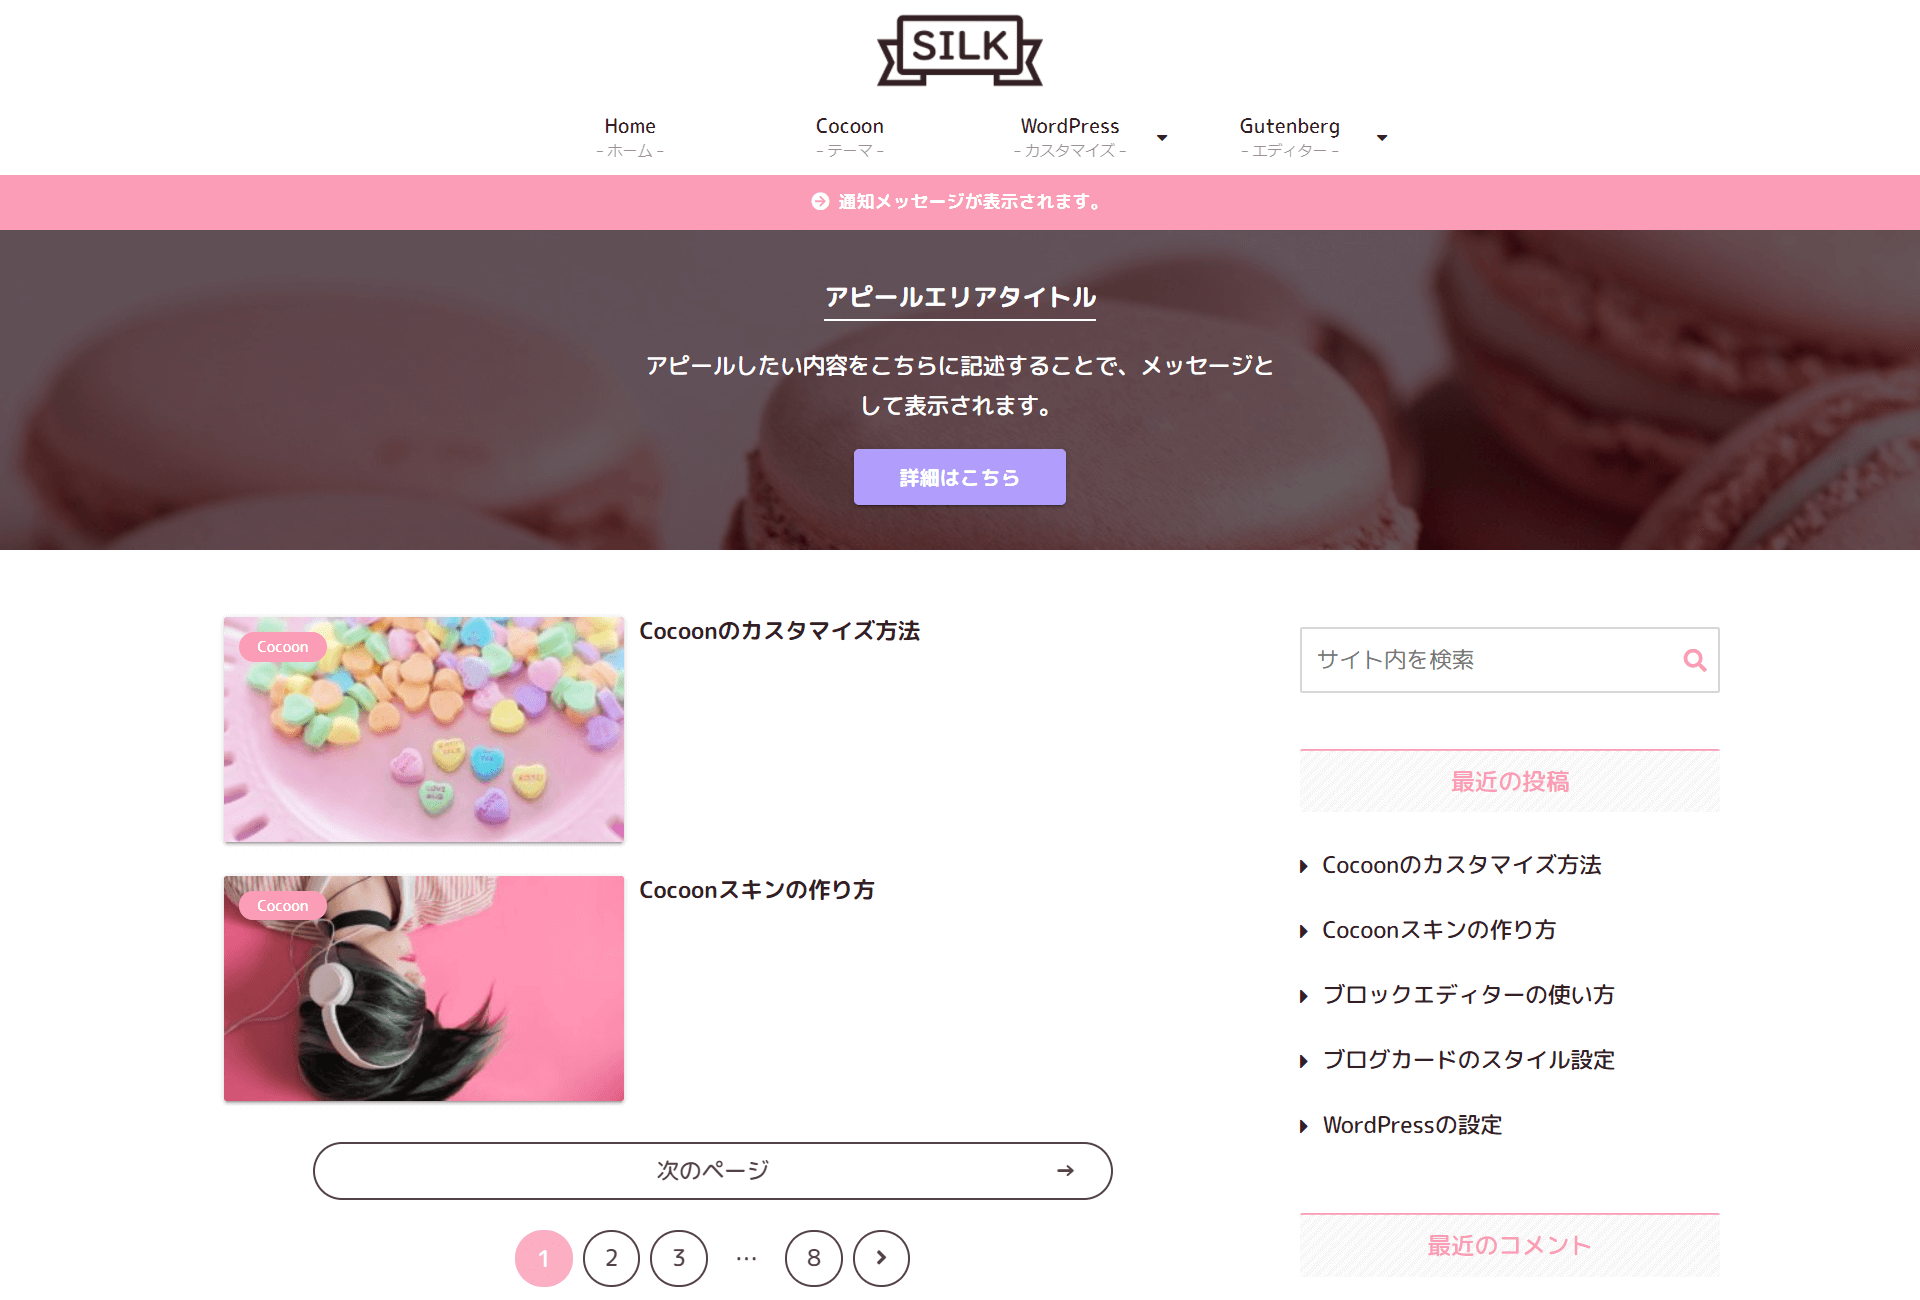 SILK
Home
- ホーム -
Cocoon
- テーマ -
WordPress
- カスタマイズ -
Gutenberg
- エディター -
通知メッセージが表示されます。
アピールエリアタイトル
アピールしたい内容をこちらに記述することで、メッセージと
して表示されます。
詳細はこちら
Cocoon
Cocoonのカスタマイズ方法
Cocoon
Cocoonスキンの作り方
次のページ
1 2 3 … 8
サイト内を検索
最近の投稿
Cocoonのカスタマイズ方法
Cocoonスキンの作り方
ブロックエディターの使い方
ブログカードのスタイル設定
WordPressの設定
最近のコメント